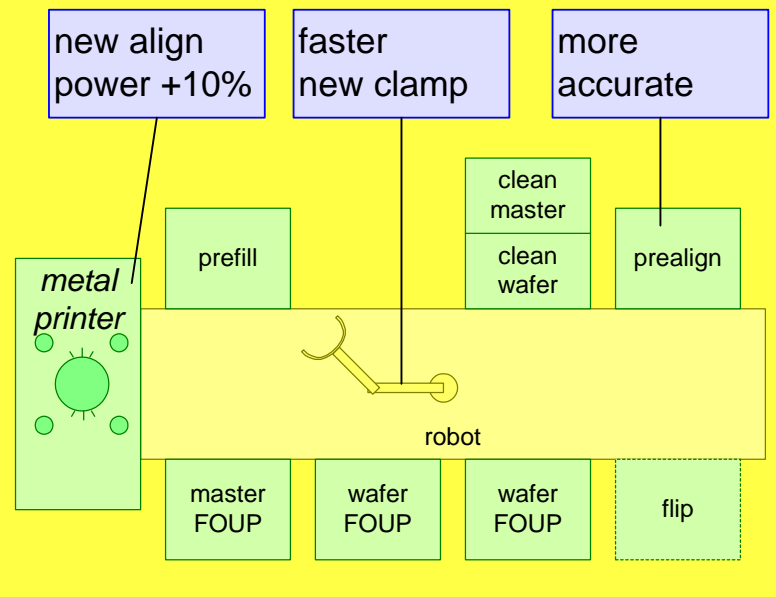 new align
power +10%
faster
new clamp
more
accurate
clean
master
prefill
clean
wafer
prealign
metal
printer
robot
master
FOUP
wafer
FOUP
wafer
FOUP
flip